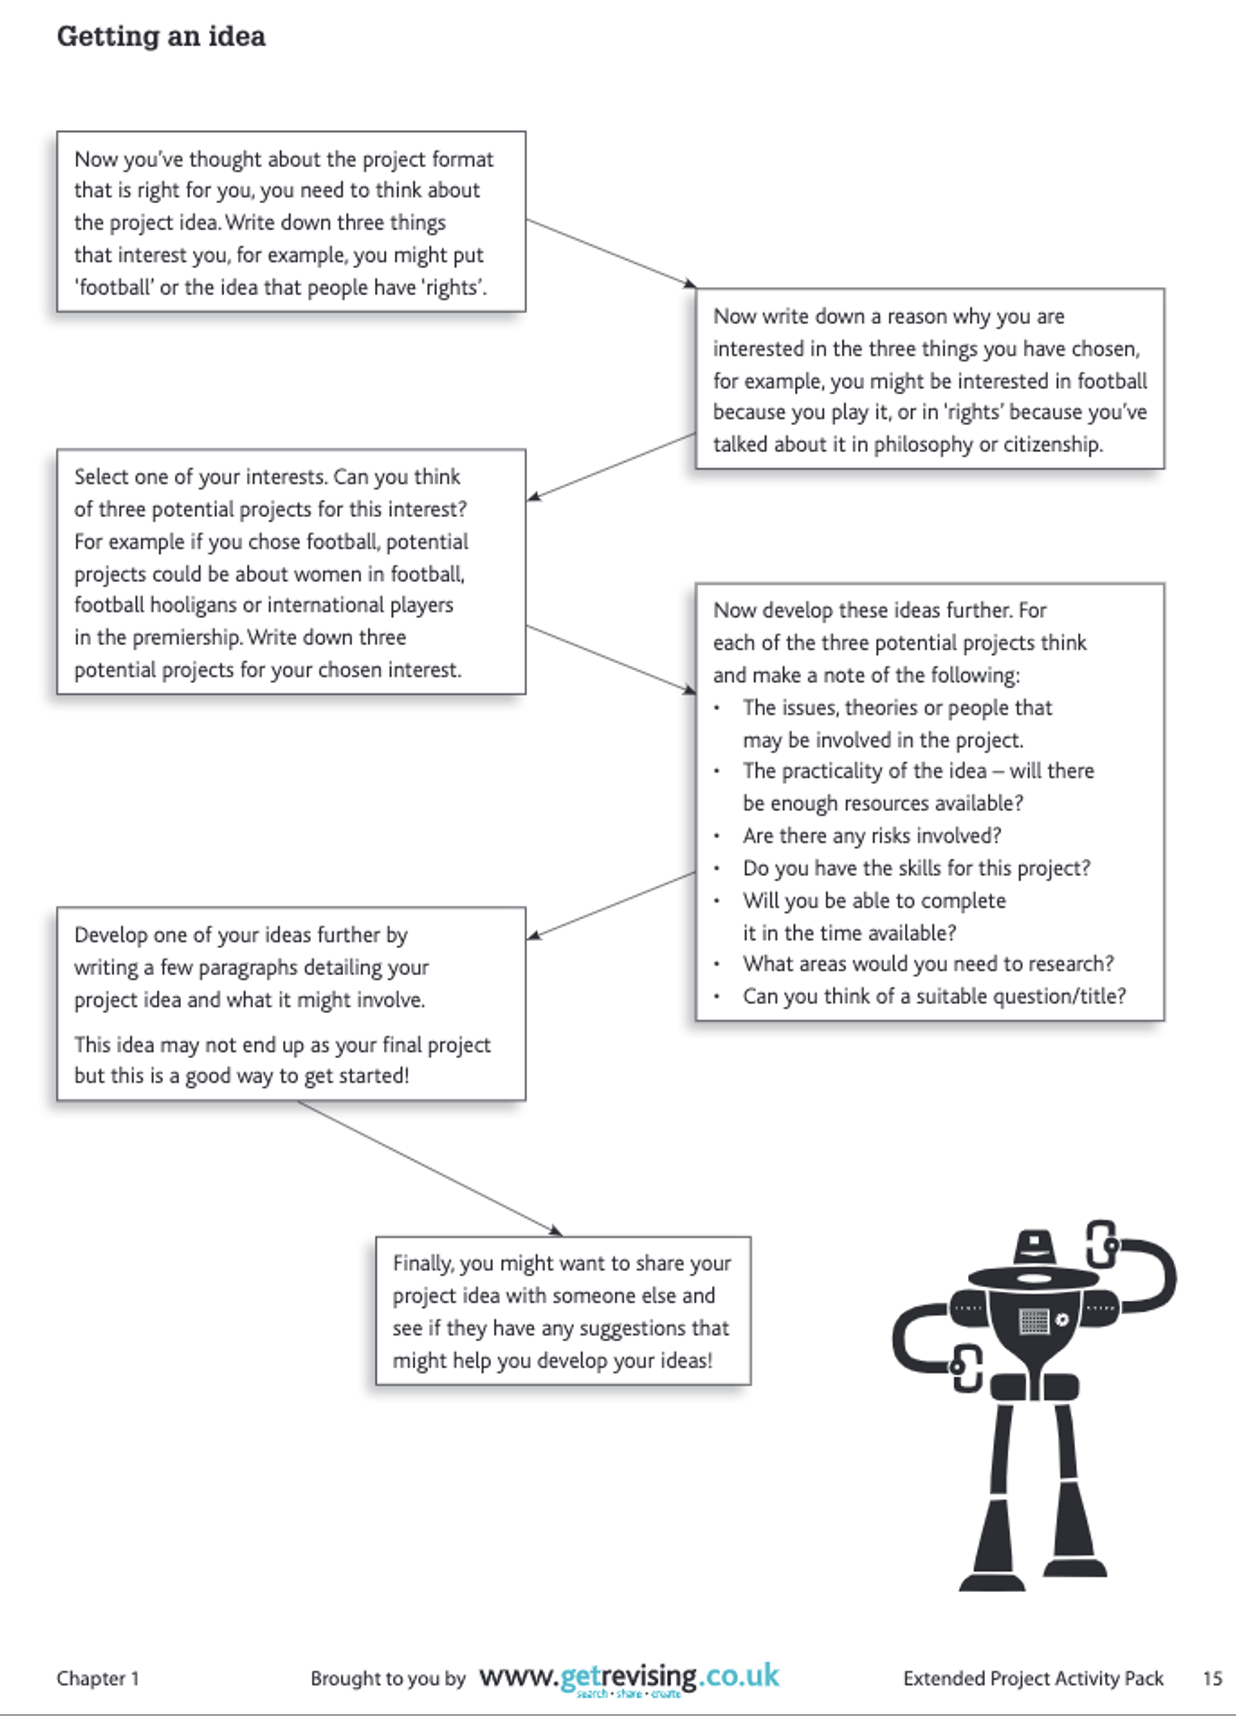 Getting an idea
Now you've thought about the project format
that is right for you, you need to think about
the project idea. Write down three things
that interest you, for example, you might put
'football' or the idea that people have 'rights'.
Now write down a reason why you are
interested in the three things you have chosen,
for example, you might be interested in football
because you play it, or in 'rights' because you've
talked about it in philosophy or citizenship.
Select one of your interests. Can you think
of three potential projects for this interest?
For example if you chose football, potential
projects could be about women in football,
football hooligans or international players
in the premiership. Write down three
potential projects for your chosen interest.
Now develop these ideas further. For
each of the three potential projects think
and make a note of the following:
• The issues, theories or people that
may be involved in the project.
• The practicality of the idea – will there
be enough resources available?
• Are there any risks involved?
• Do you have the skills for this project?
• Will you be able to complete
it in the time available?
• What areas would you need to research?
• Can you think of a suitable question/title?
Develop one of your ideas further by
writing a few paragraphs detailing your
project idea and what it might involve.
This idea may not end up as your final project
but this is a good way to get started!
Finally, you might want to share your
project idea with someone else and
see if they have any suggestions that
might help you develop your ideas!
Chapter 1 Brought to you by www.getrevising.co.uk Extended Project Activity Pack 15
search • share • create